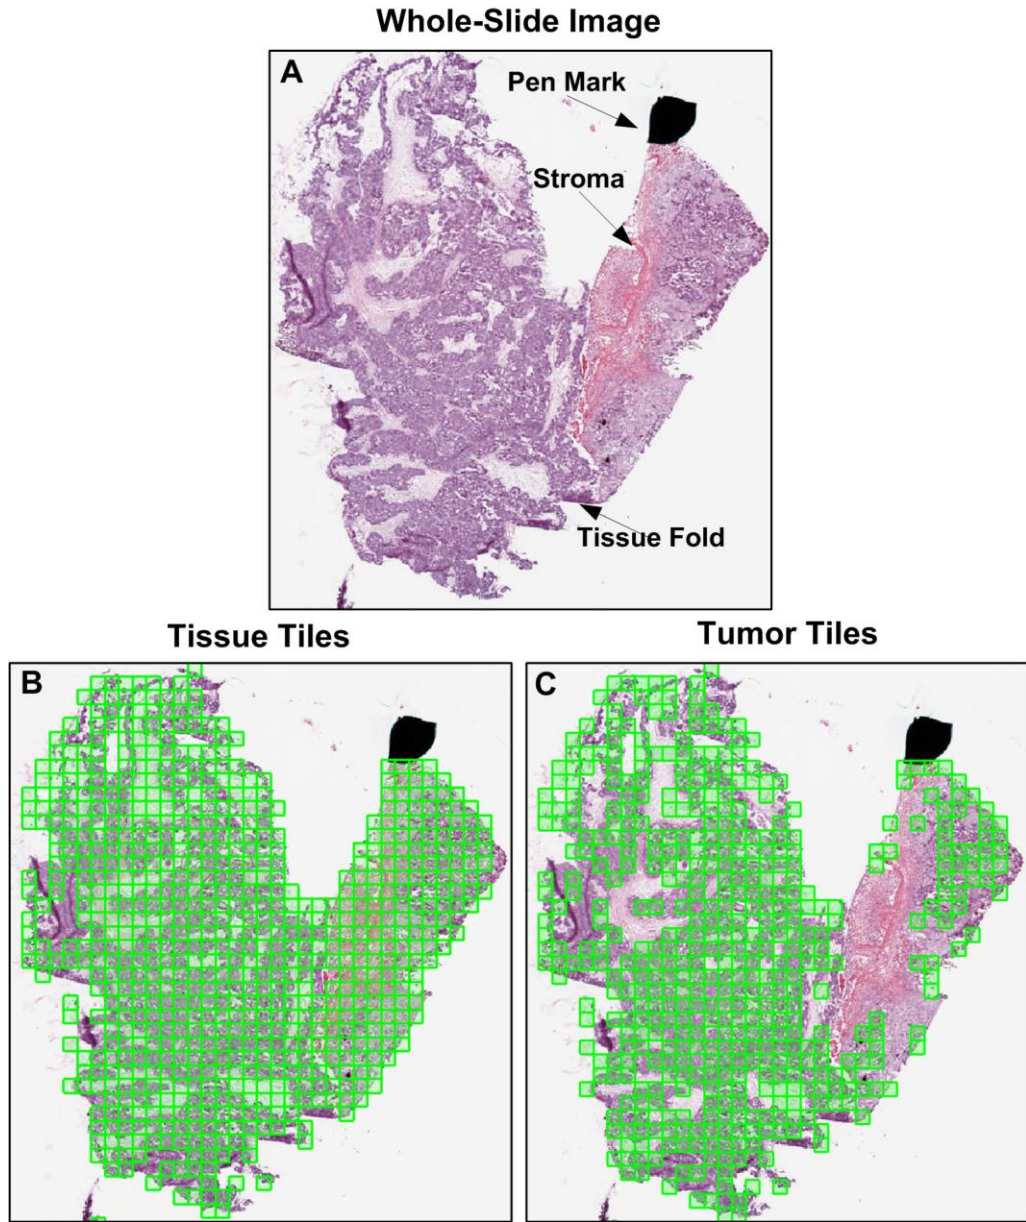 Whole-Slide Image
A
Pen Mark
Stroma
Tissue Fold
Tissue Tiles
Tumor Tiles
B
C